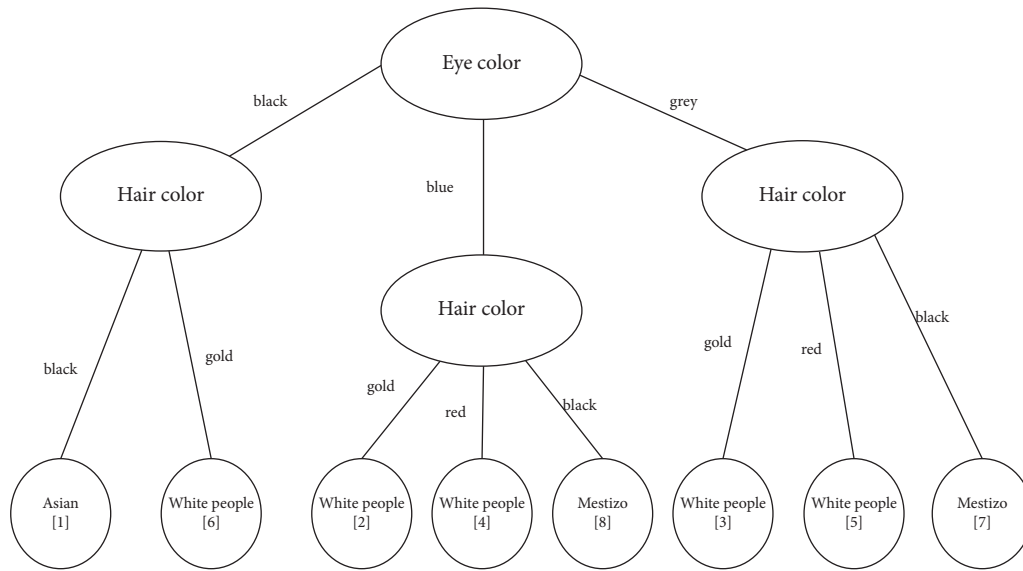 Eye color
black
grey
blue
Hair color
Hair color
Hair color
black
gold
gold
red
black
gold
red
black
Asian
[1]
White people
[6]
White people
[2]
White people
[4]
Mestizo
[8]
White people
[3]
White people
[5]
Mestizo
[7]